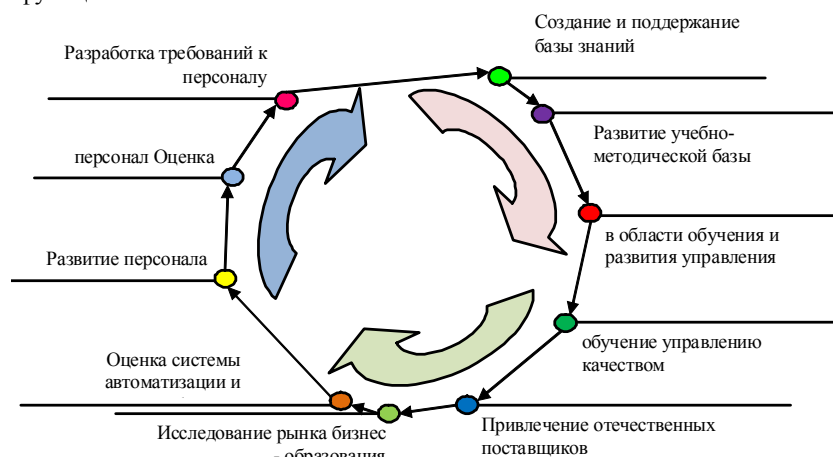 Создание и поддержание
базы знаний
Разработка требований к
персоналу
Развитие учебно-
методической базы
персонал Оценка
в области обучения и
развития управления
Развитие персонала
обучение управлению
качеством
Оценка системы
автоматизации и
Привлечение отечественных
поставщиков
Исследование рынка бизнес
- образования